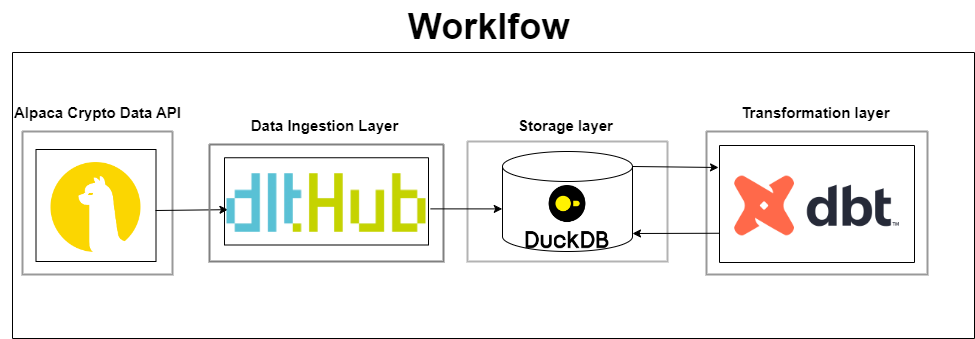 Worklfow
Alpaca Crypto Data API
Data Ingestion Layer
Storage layer
Transformation layer
dlt.Hub
DuckDB
dbt™